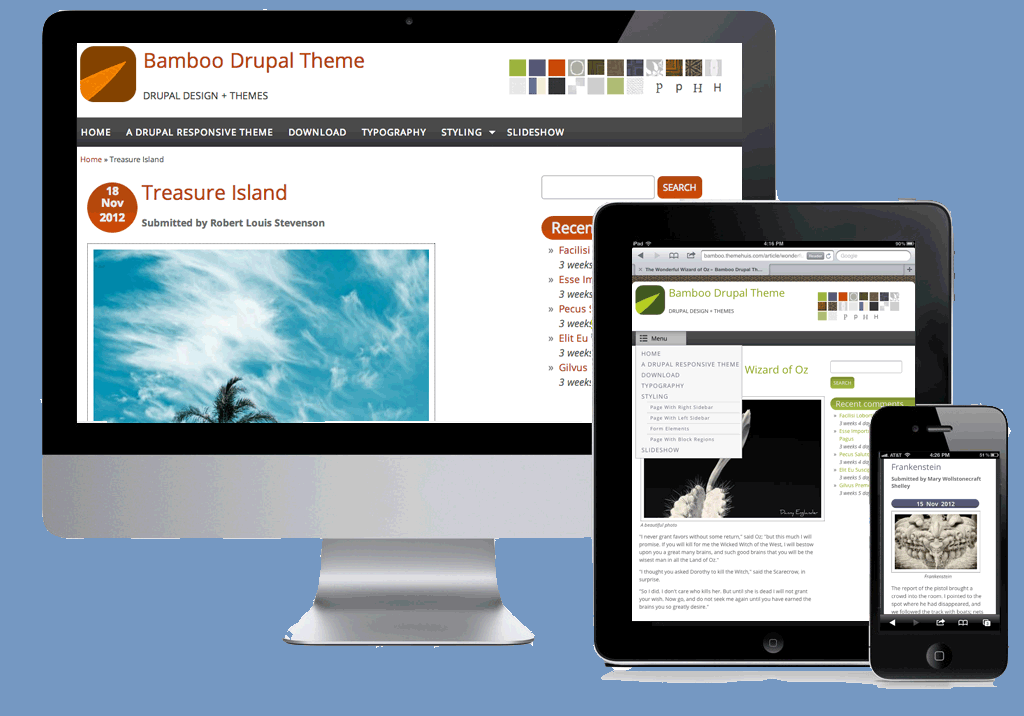 Bamboo Drupal Theme
DRUPAL DESIGN + THEMES
P p H H
HOME A DRUPAL RESPONSIVE THEME DOWNLOAD TYPOGRAPHY STYLING SLIDESHOW
Home » Treasure Island
18
Nov
2012
Treasure Island
Submitted by Robert Louis Stevenson
SEARCH
Recen
» Facilisi
3 weeks
» Esse Im
3 weeks
» Pecus S
3 weeks
» Elit Eu
3 weeks
» Gilvus
3 weeks
iPad 4:16 PM 90%
bamboo.themehuis.com/article/wonde
Reader
Google
The Wonderful Wizard of Oz – Bamboo Drupal Th...
Bamboo Drupal Theme
DRUPAL DESIGN + THEMES
P P H H
Menu
HOME
A DRUPAL RESPONSIVE THEME
DOWNLOAD
TYPOGRAPHY
STYLING
Page With Right Sidebar
Page With Left Sidebar
Form Elements
Page With Block Regions
SLIDESHOW
Wizard of Oz
Danny Englander
A beautiful photo
"I never grant favors without some return," said Oz; "but this much I will
promise. If you will kill for me the Wicked Witch of the West, I will bestow
upon you a great many brains, and such good brains that you will be the
wisest man in all the Land of Oz."
"I thought you asked Dorothy to kill the Witch," said the Scarecrow, in
surprise.
"So I did. I don't care who kills her. But until she is dead I will not grant
your wish. Now go, and do not seek me again until you have earned the
brains you so greatly desire."
SEARCH
Recent comments
» Facilisi Lobor
3 weeks 4 da
» Esse Import
Pagus
3 weeks 4 da
» Pecus Salu
3 weeks 4 da
» Elit Eu Susci
3 weeks 5 da
» Gilvus Prem
3 weeks 5 da
AT&T 4:26 PM 51%
Frankenstein
Submitted by Mary Wollstonecraft
Shelley
15 Nov 2012
Frankenstein
The report of the pistol brought a
crowd into the room. I pointed to the
spot where he had disappeared, and
we followed the track with boats; nets